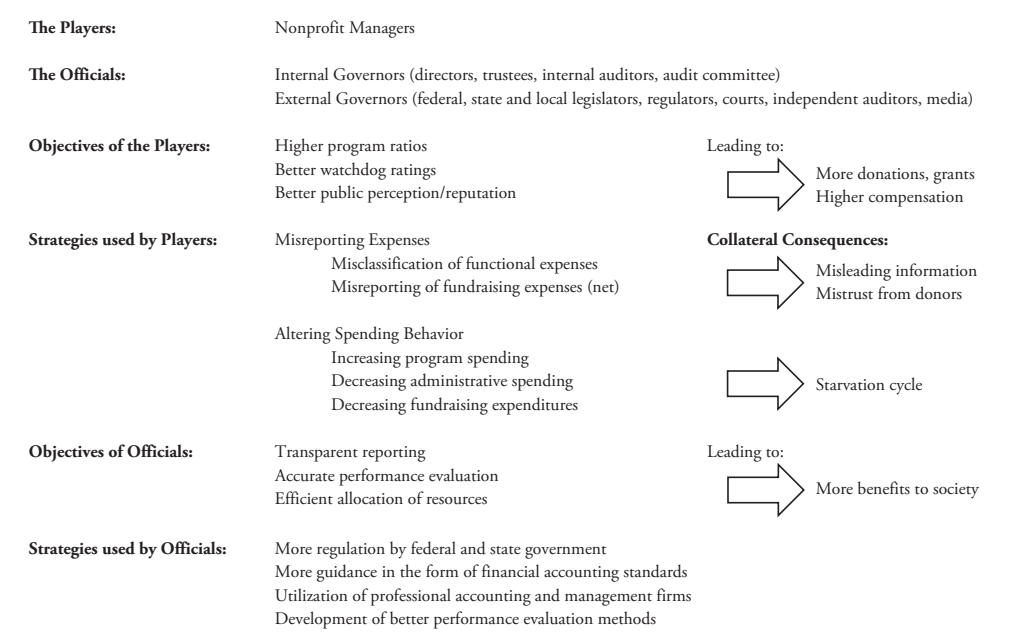 The Players: Nonprofit Managers
The Officials: Internal Governors (directors, trustees, internal auditors, audit committee)
External Governors (federal, state and local legislators, regulators, courts, independent auditors, media)
Objectives of the Players: Higher program ratios Leading to:
Better watchdog ratings More donations, grants
Better public perception/reputation Higher compensation
Strategies used by Players: Misreporting Expenses Collateral Consequences:
Misclassification of functional expenses Misleading information
Misreporting of fundraising expenses (net) Mistrust from donors
Altering Spending Behavior
Increasing program spending
Decreasing administrative spending Starvation cycle
Decreasing fundraising expenditures
Objectives of Officials: Transparent reporting Leading to:
Accurate performance evaluation More benefits to society
Efficient allocation of resources
Strategies used by Officials: More regulation by federal and state government
More guidance in the form of financial accounting standards
Utilization of professional accounting and management firms
Development of better performance evaluation methods